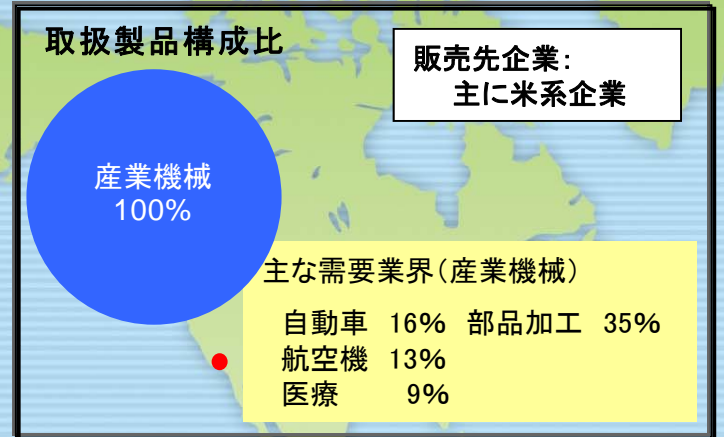 取扱製品構成比
販売先企業：
主に米系企業
産業機械
100%
主な需要業界（産業機械）
自動車 16% 部品加工 35%
航空機 13%
医療 9%